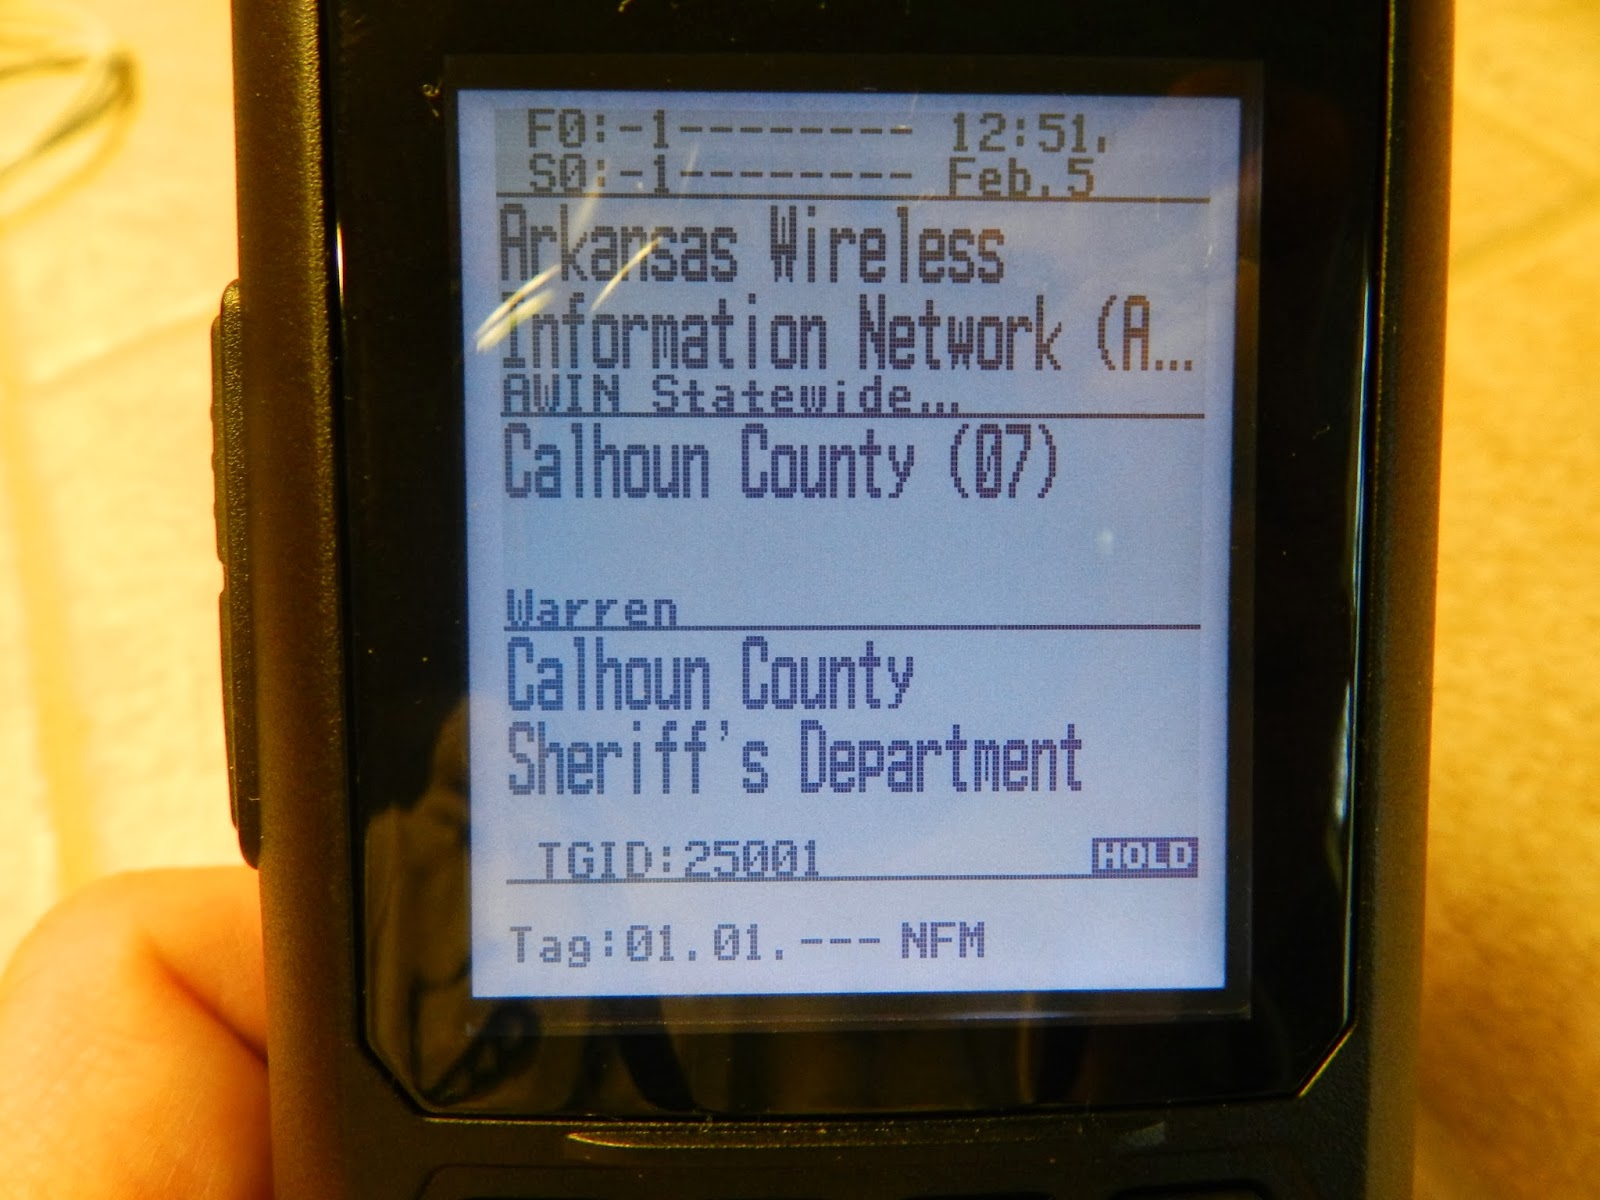 F0:-1-------- 12:51
S0:-1-------- Feb.5
Arkansas Wireless
Information Network (A...
AWIN Statewide...
Calhoun County (07)
Warren
Calhoun County
Sheriff's Department
TGID:25001 HOLD
Tag:01.01.--- NFM